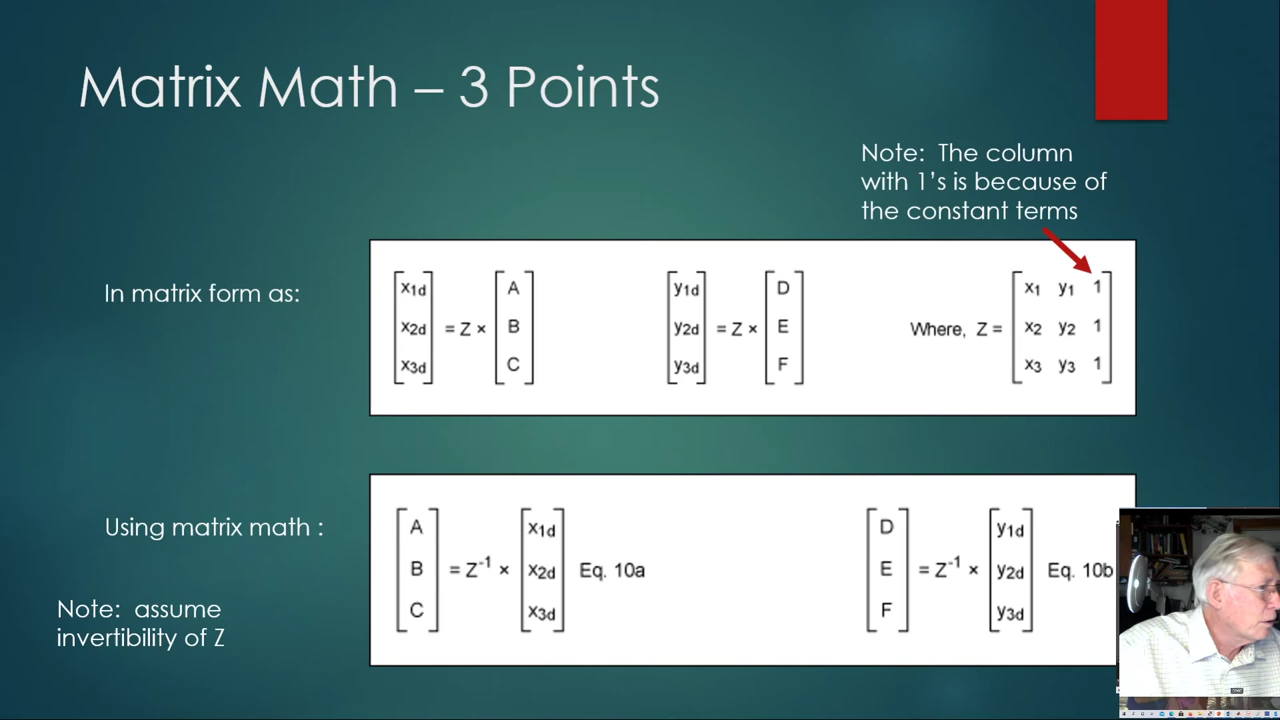 Matrix Math – 3 Points
Note: The column
with 1's is because of
the constant terms
In matrix form as:
x1d
x2d
x3d
= Z ×
A
B
C
y1d
y2d
y3d
= Z ×
D
E
F
Where, Z =
x1 y1 1
x2 y2 1
x3 y3 1
Using matrix math :
A
B
C
= Z⁻¹ ×
x1d
x2d
x3d
Eq. 10a
D
E
F
= Z⁻¹ ×
y1d
y2d
y3d
Eq. 10b
Note: assume
invertibility of Z